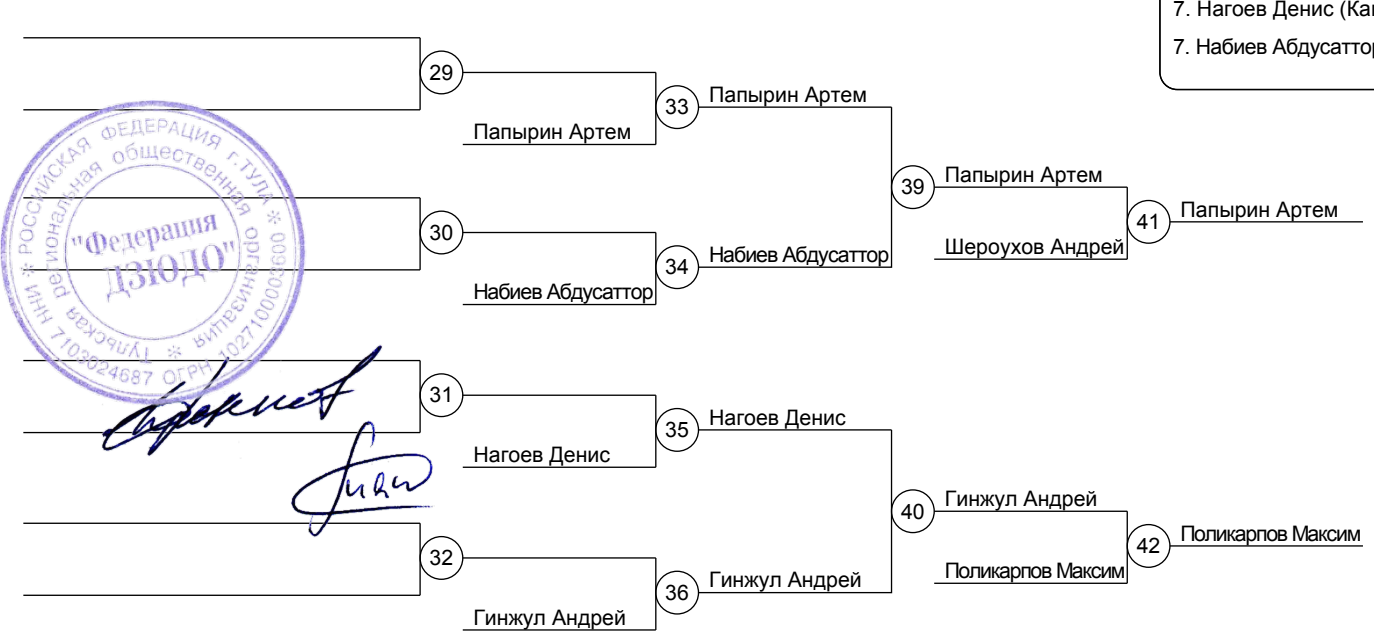 7. Нагоев Денис (Ка
7. Набиев Абдусаттор
29
33
Папырин Артем
Папырин Артем
39
Папырин Артем
41
Папырин Артем
30
34
Набиев Абдусаттор
Шероухов Андрей
Набиев Абдусаттор
31
35
Нагоев Денис
Нагоев Денис
40
Гинжул Андрей
42
Поликарпов Максим
32
36
Гинжул Андрей
Поликарпов Максим
Гинжул Андрей
РОССИЙСКАЯ ФЕДЕРАЦИЯ г.ТУЛА * ИНН 7103024687 ОГРН 1027100003600 *
Тульская региональная общественная организация *
"Федерация
ДЗЮДО"